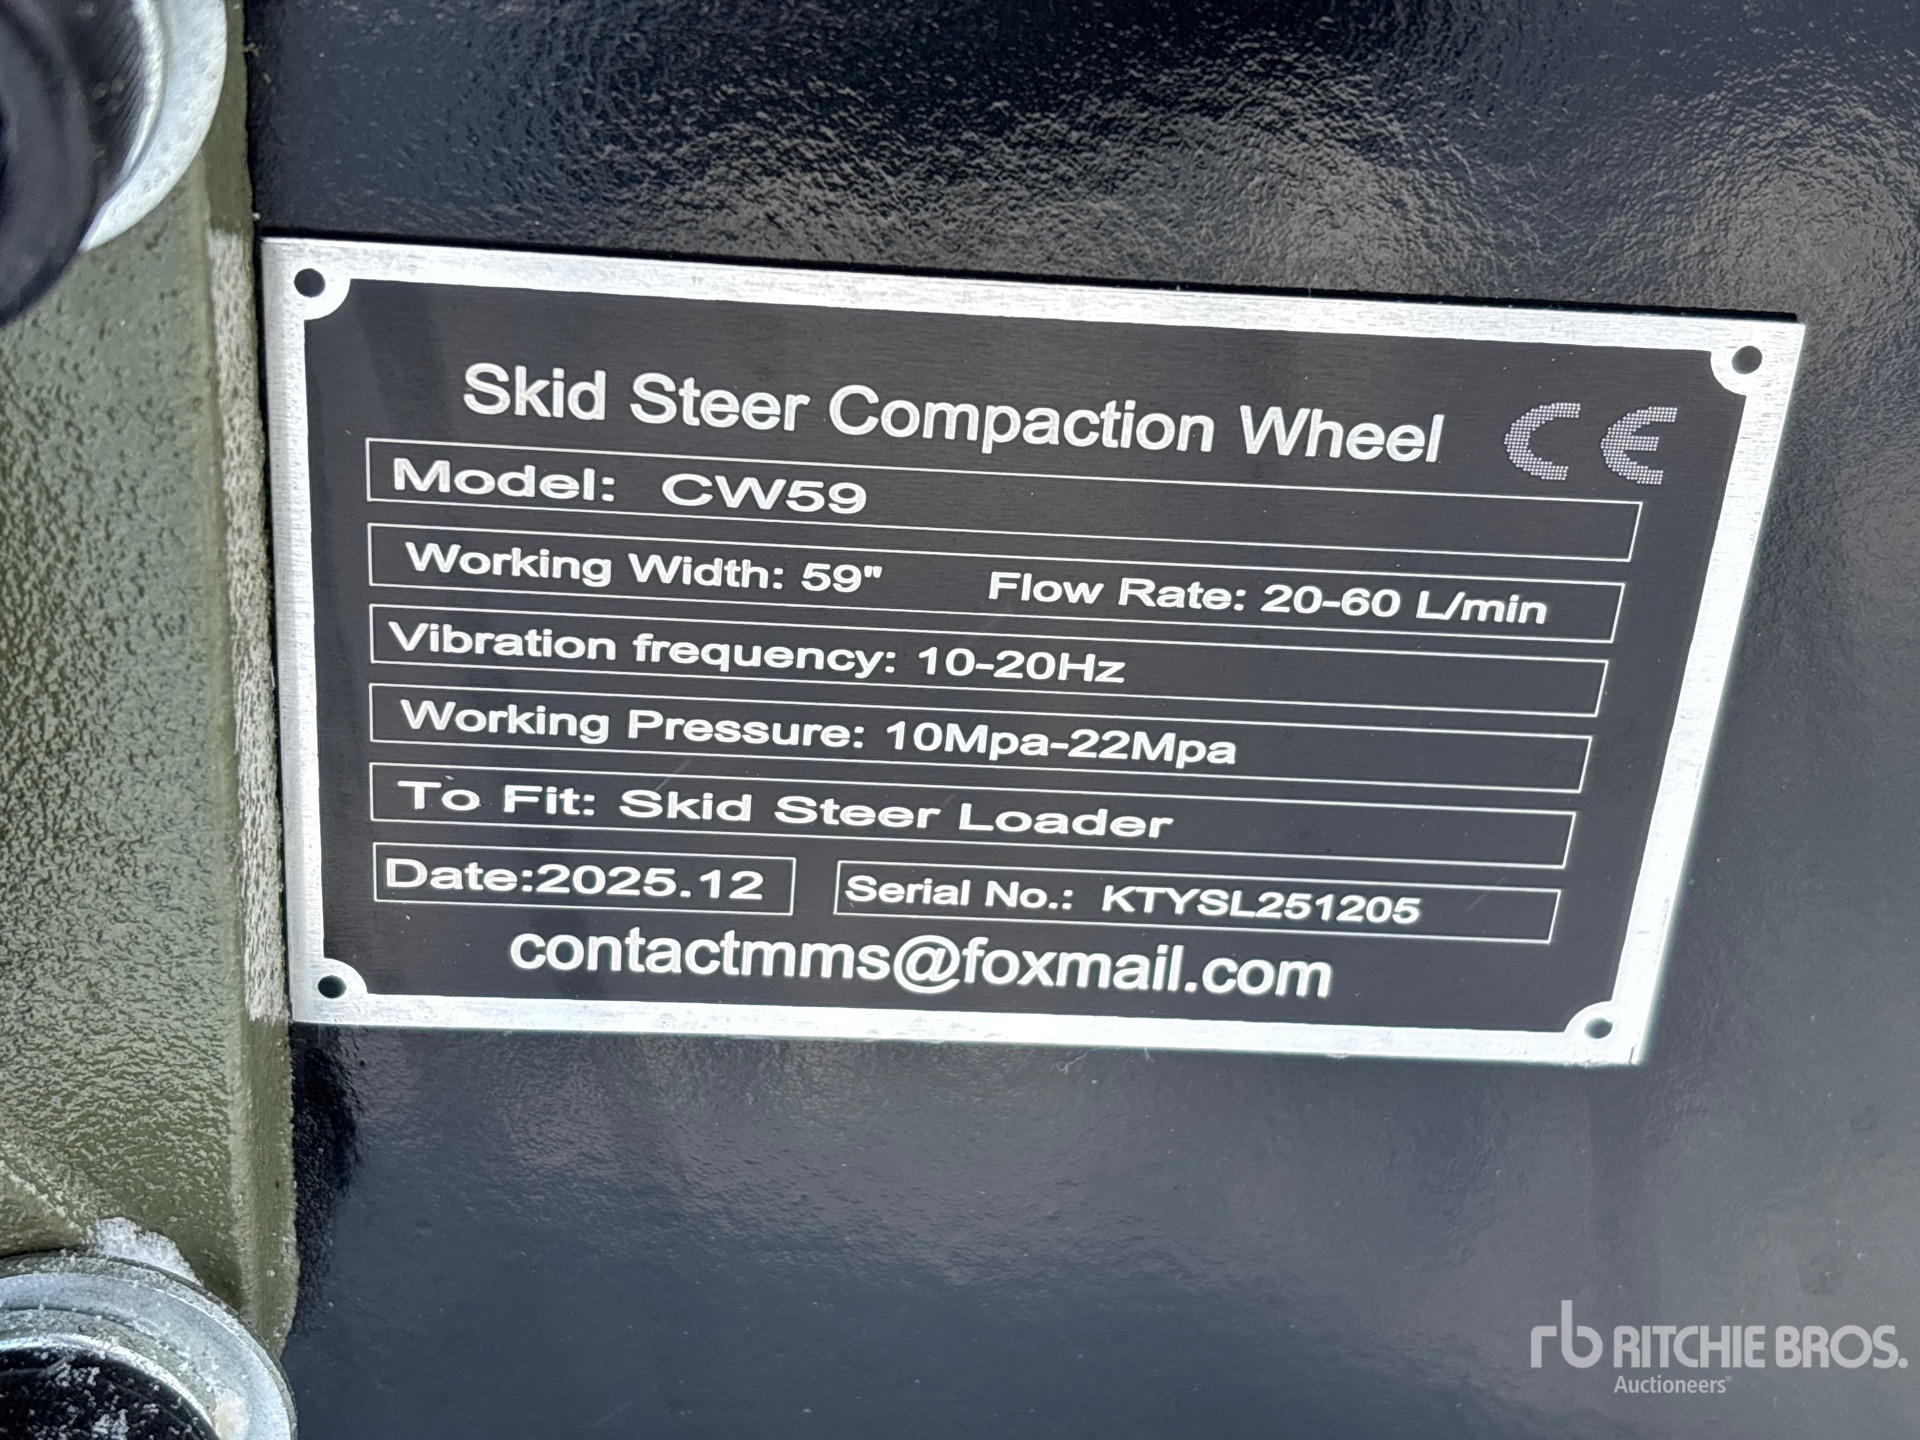 Skid Steer Compaction Wheel CE
Model: CW59
Working Width: 59" Flow Rate: 20-60 L/min
Vibration frequency: 10-20Hz
Working Pressure: 10Mpa-22Mpa
To Fit: Skid Steer Loader
Date:2025.12 Serial No.: KTYSL251205
contactmms@foxmail.com
rb RITCHIE BROS.
Auctioneers